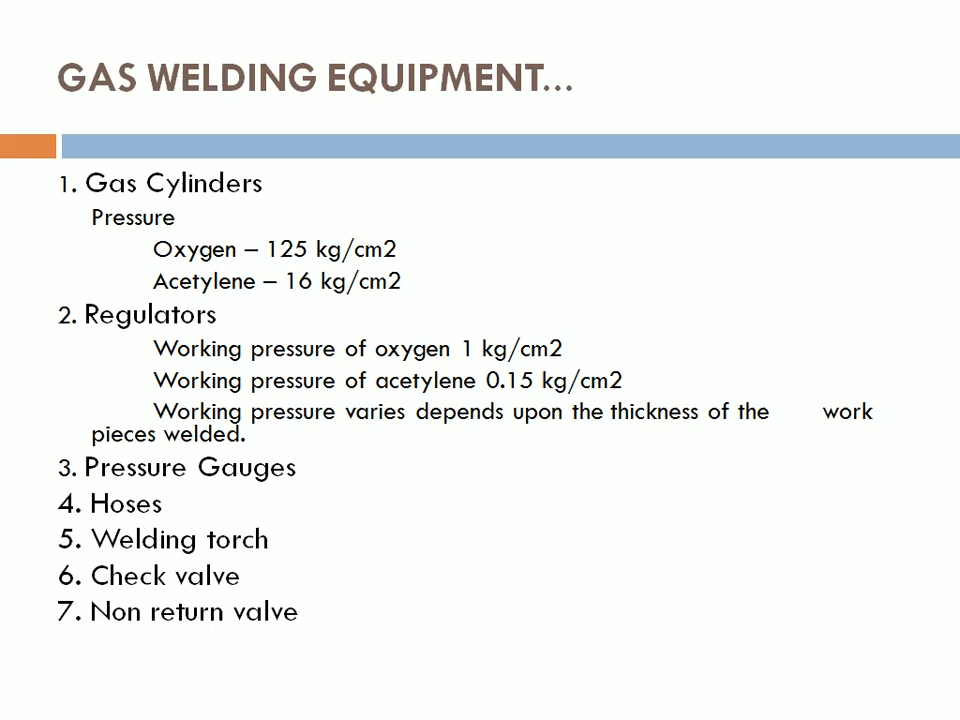 GAS WELDING EQUIPMENT...
1. Gas Cylinders
Pressure
Oxygen – 125 kg/cm2
Acetylene – 16 kg/cm2
2. Regulators
Working pressure of oxygen 1 kg/cm2
Working pressure of acetylene 0.15 kg/cm2
Working pressure varies depends upon the thickness of the work
pieces welded.
3. Pressure Gauges
4. Hoses
5. Welding torch
6. Check valve
7. Non return valve